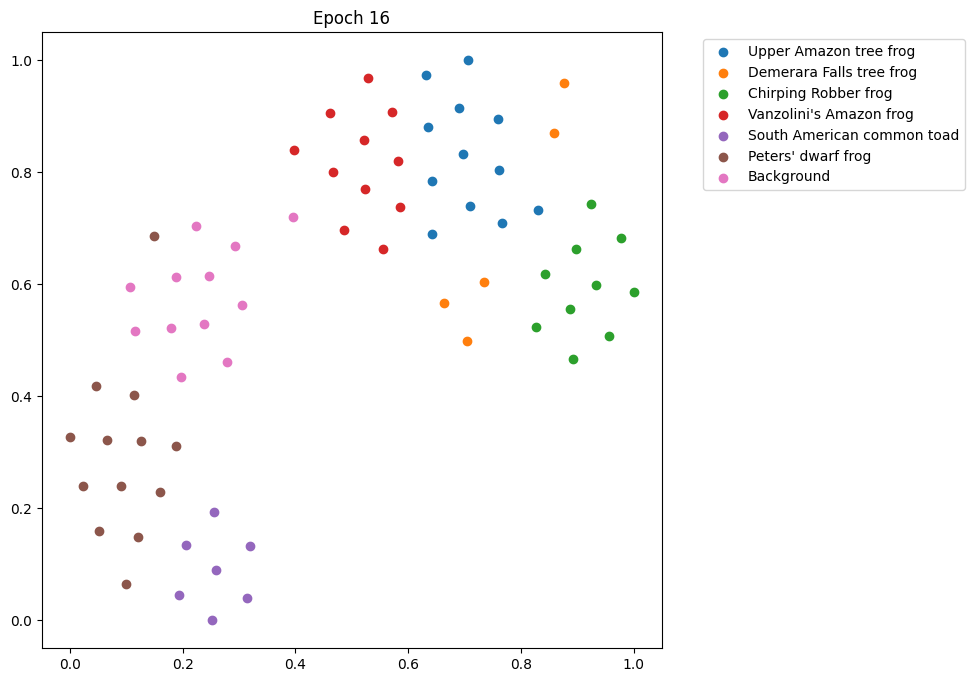 Epoch 16
Upper Amazon tree frog
Demerara Falls tree frog
Chirping Robber frog
Vanzolini's Amazon frog
South American common toad
Peters' dwarf frog
Background
1.0
0.8
0.6
0.4
0.2
0.0
0.0 0.2 0.4 0.6 0.8 1.0